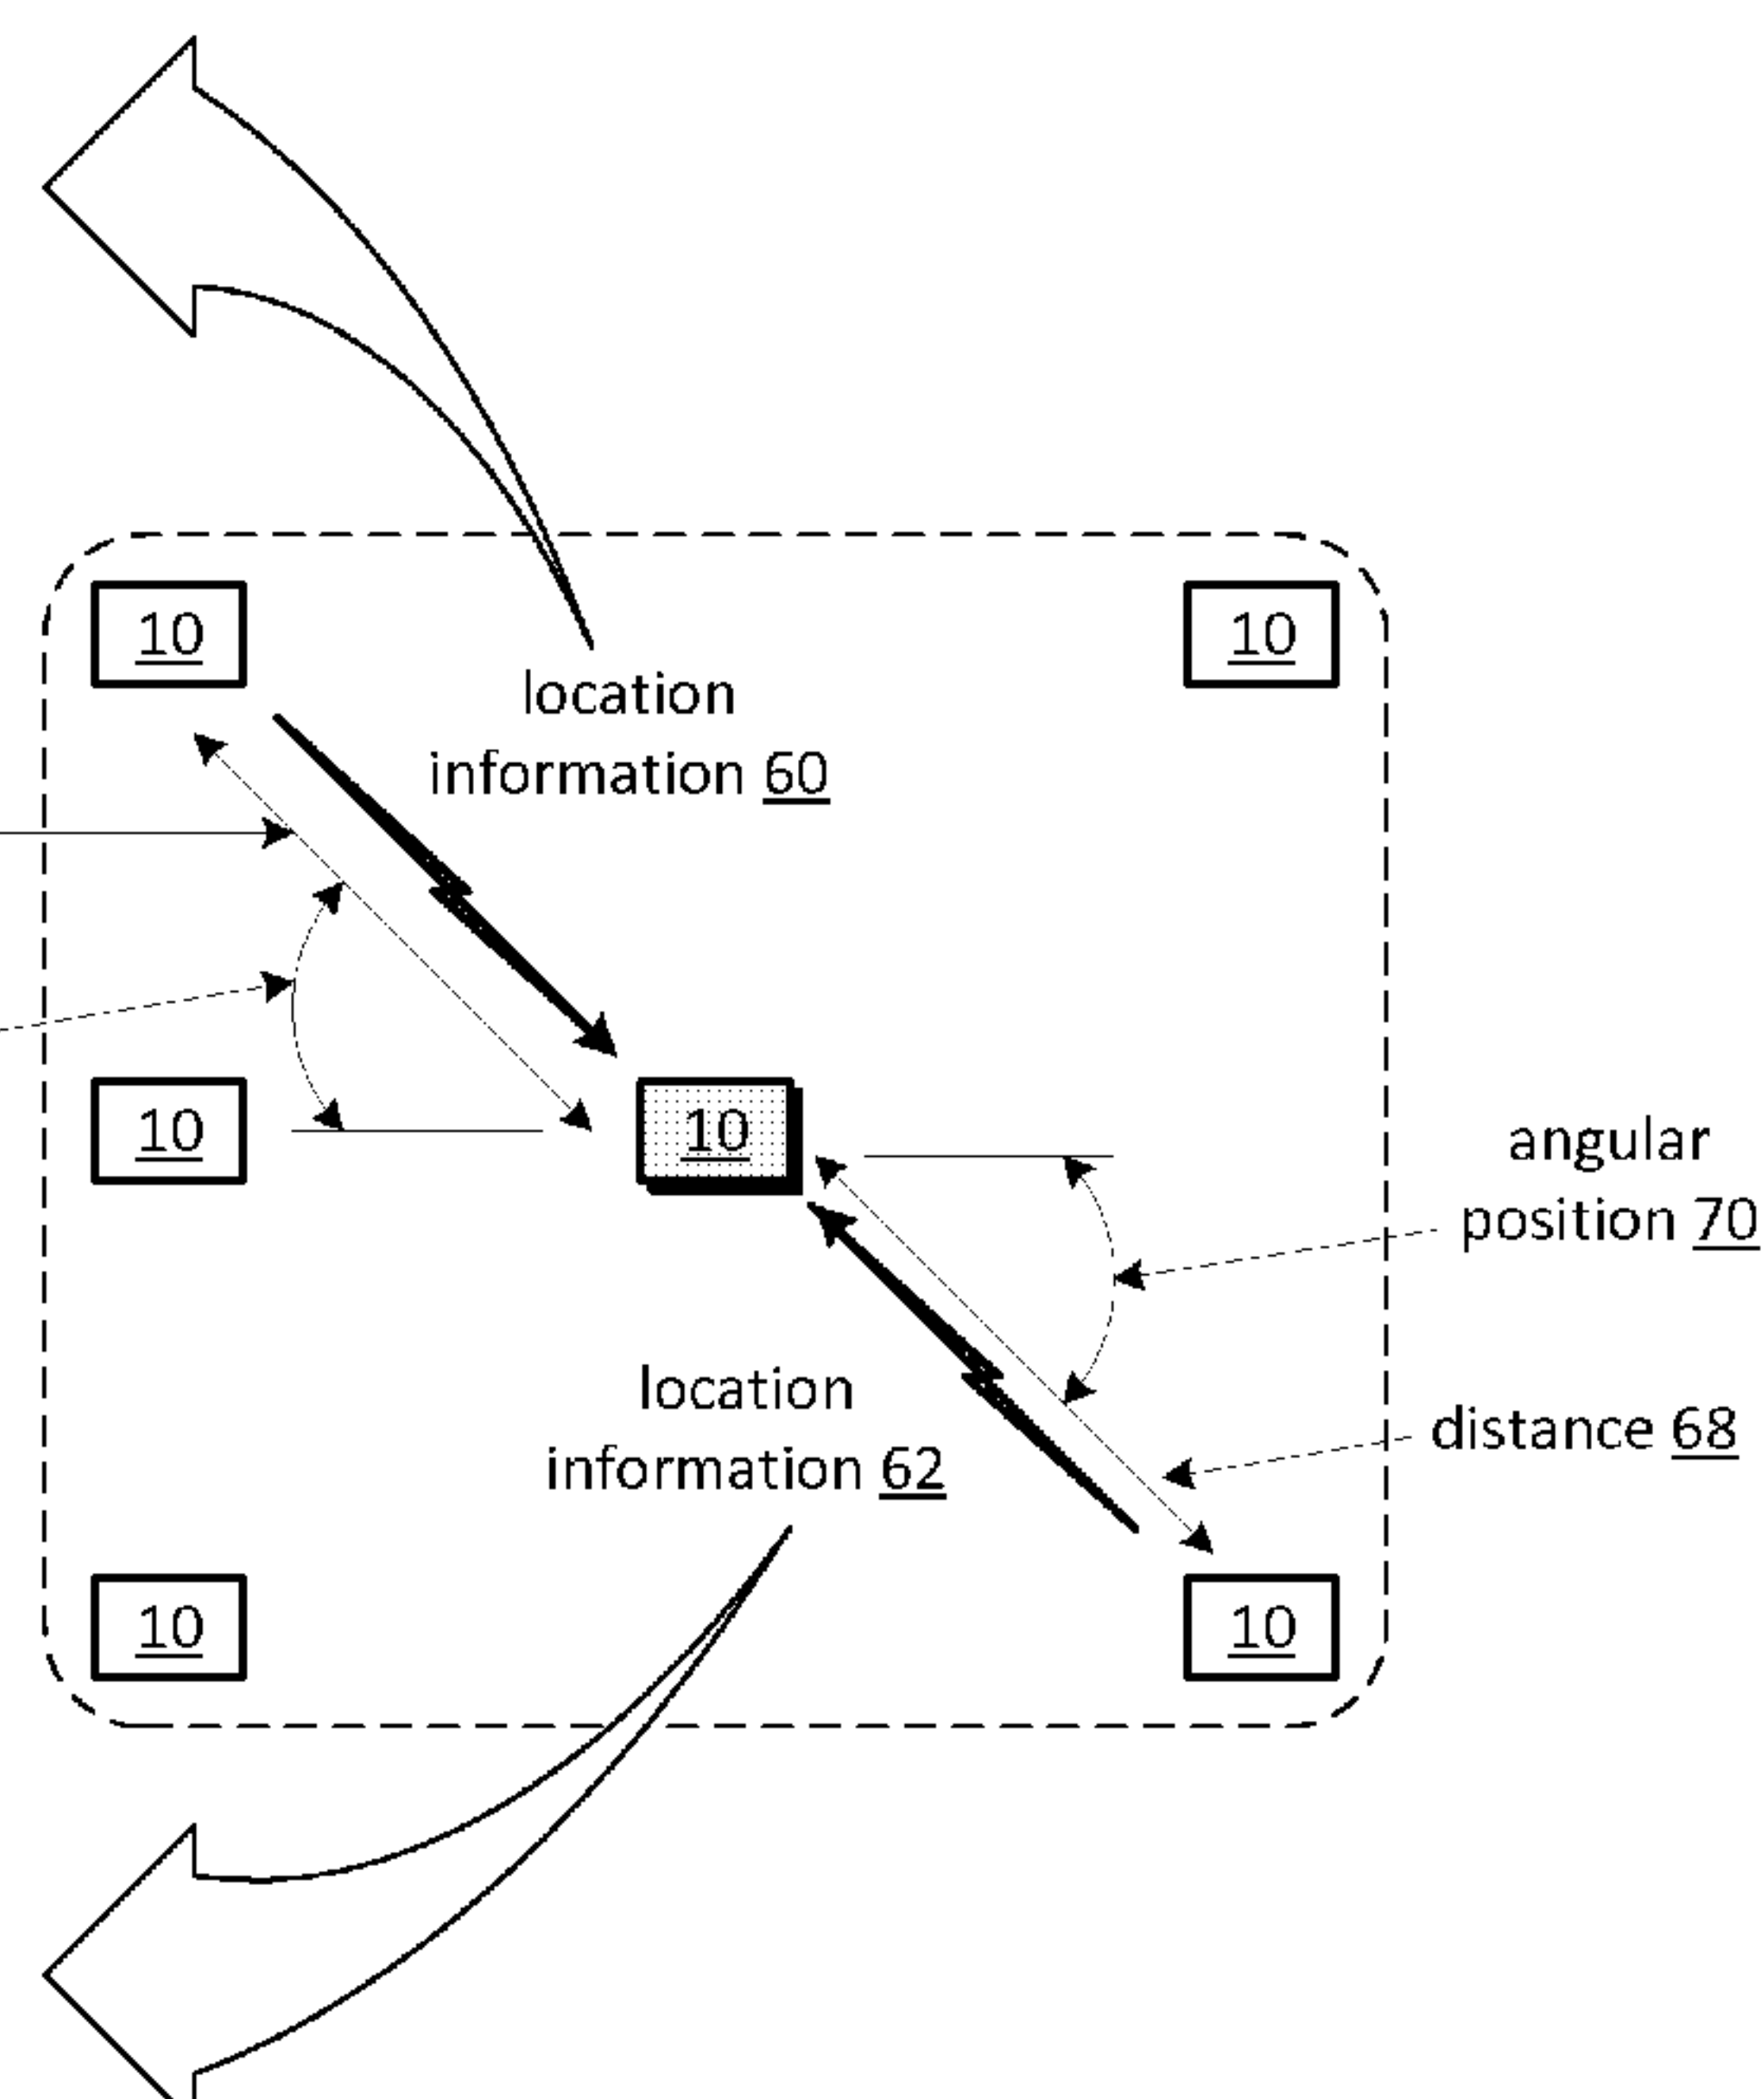 10
10
location
information 60
10
10
angular
position 70
location
information 62
distance 68
10
10